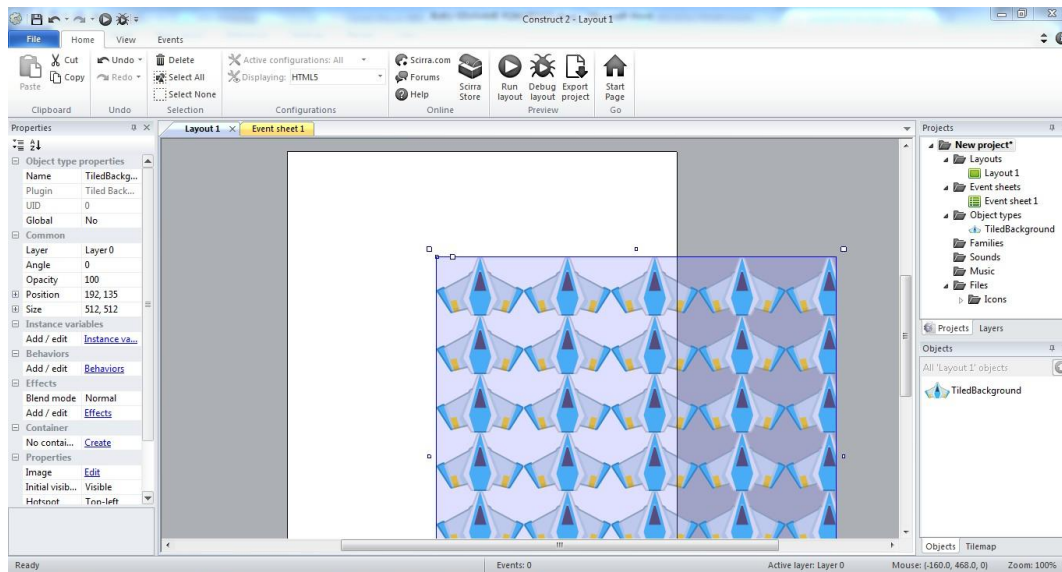 Construct 2 - Layout 1
File Home View Events
Paste
Cut
Copy
Clipboard
Undo
Redo
Undo
Delete
Select All
Select None
Selection
Active configurations: All
Displaying: HTML5
Configurations
Scirra.com
Forums
Help
Online
Scirra Store
Run layout
Debug layout
Export project
Preview
Start Page
Go
Properties
Object type properties
Name TiledBackg...
Plugin Tiled Back...
UID 0
Global No
Common
Layer Layer 0
Angle 0
Opacity 100
Position 192, 135
Size 512, 512
Instance variables
Add / edit Instance va...
Behaviors
Add / edit Behaviors
Effects
Blend mode Normal
Add / edit Effects
Container
No contai... Create
Properties
Image Edit
Initial visib... Visible
Hotspot Top-left
Layout 1 Event sheet 1
Projects
New project*
Layouts
Layout 1
Event sheets
Event sheet 1
Object types
TiledBackground
Families
Sounds
Music
Files
Icons
Projects Layers
Objects
All 'Layout 1' objects
TiledBackground
Objects Tilemap
Ready Events: 0 Active layer: Layer 0 Mouse: (-160.0, 468.0, 0) Zoom: 100%